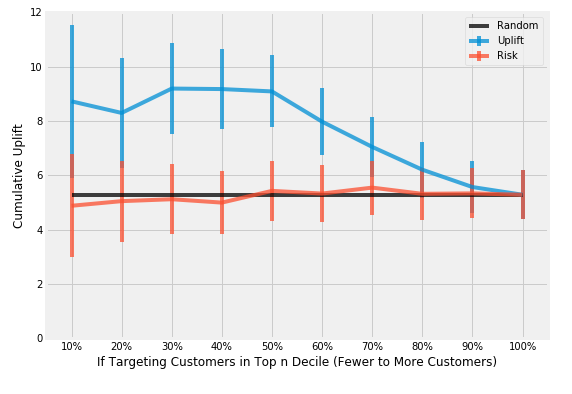 12
10
8
6
4
2
0
Cumulative Uplift
Random
Uplift
Risk
10% 20% 30% 40% 50% 60% 70% 80% 90% 100%
If Targeting Customers in Top n Decile (Fewer to More Customers)